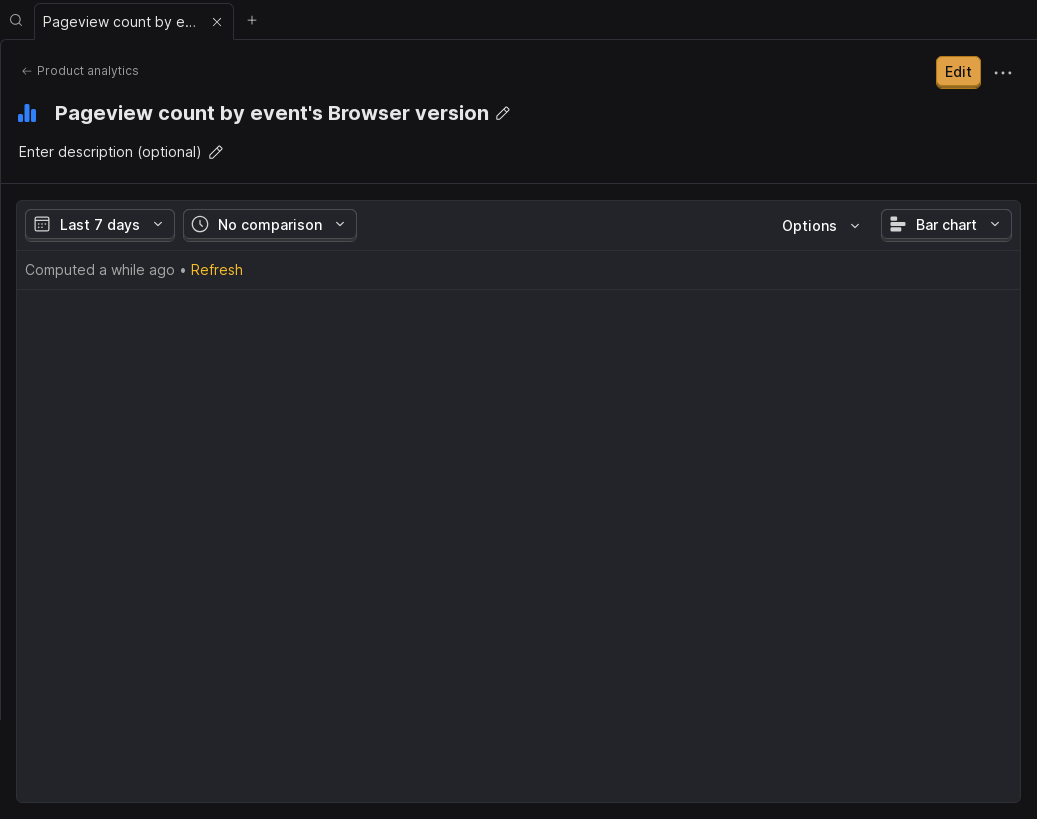 Pageview count by e...
Product analytics
Edit
Pageview count by event's Browser version
Enter description (optional)
Last 7 days No comparison Options Bar chart
Computed a while ago • Refresh